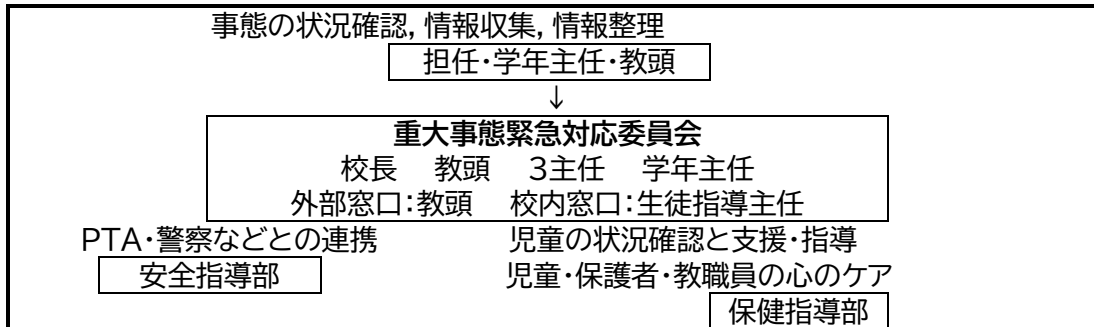 事態の状況確認,情報収集,情報整理
担任・学年主任・教頭
↓
重大事態緊急対応委員会
校長 教頭 3主任 学年主任
外部窓口:教頭 校内窓口:生徒指導主任
PTA・警察などとの連携 児童の状況確認と支援・指導
安全指導部 児童・保護者・教職員の心のケア
保健指導部